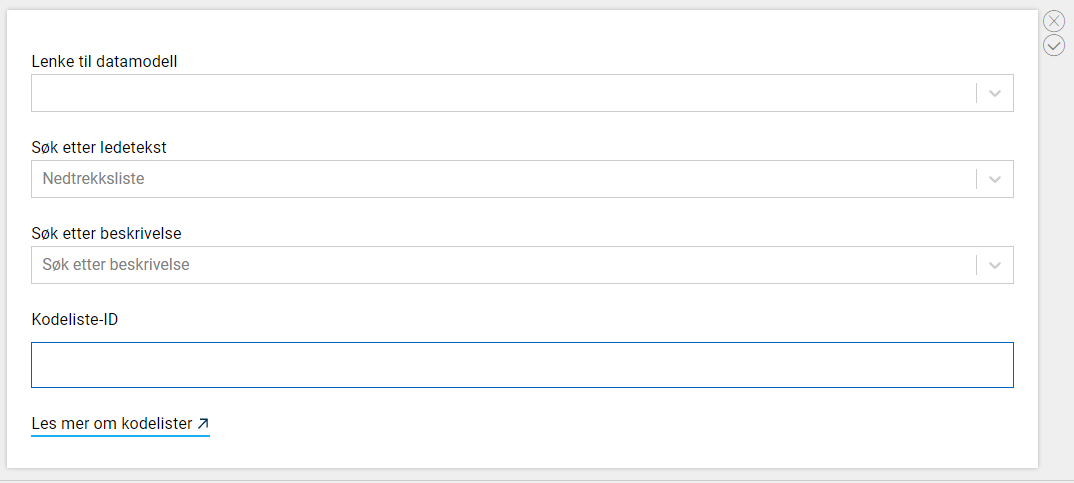 Lenke til datamodell
Søk etter ledetekst
Nedtrekksliste
Søk etter beskrivelse
Søk etter beskrivelse
Kodeliste-ID
Les mer om kodelister